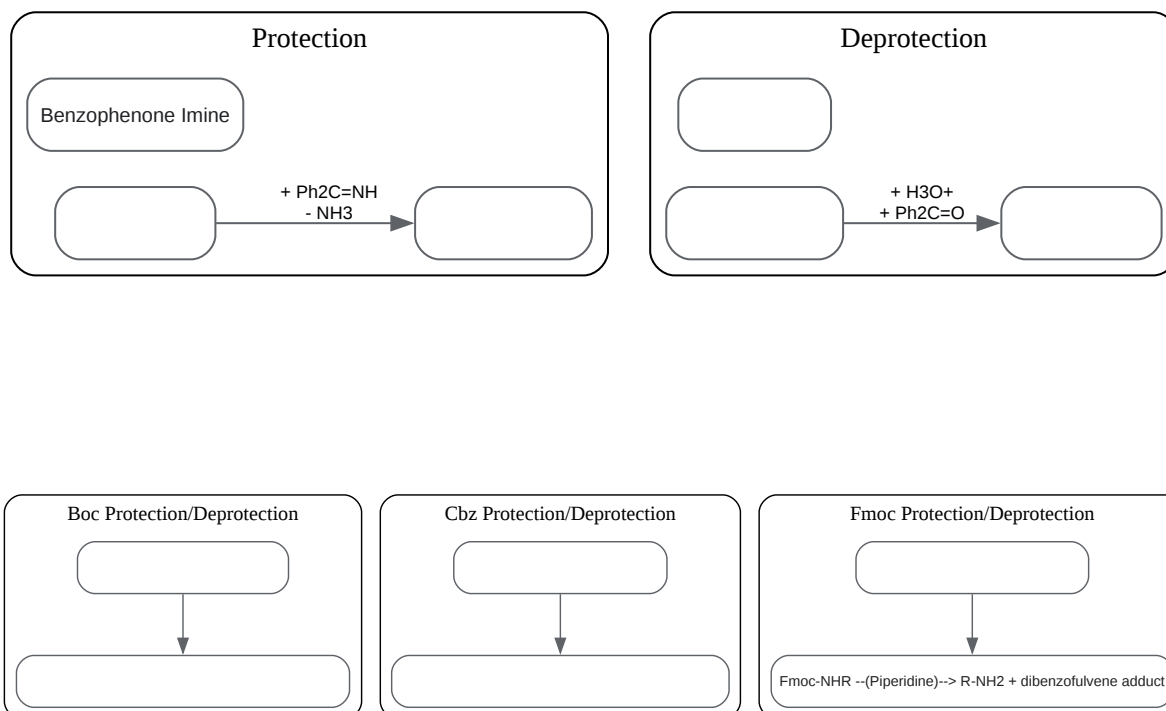 Protection
Benzophenone Imine
+ Ph2C=NH
- NH3
Deprotection
+ H3O+
+ Ph2C=O
Boc Protection/Deprotection
Cbz Protection/Deprotection
Fmoc Protection/Deprotection
Fmoc-NHR --(Piperidine)--> R-NH2 + dibenzofulvene adduct